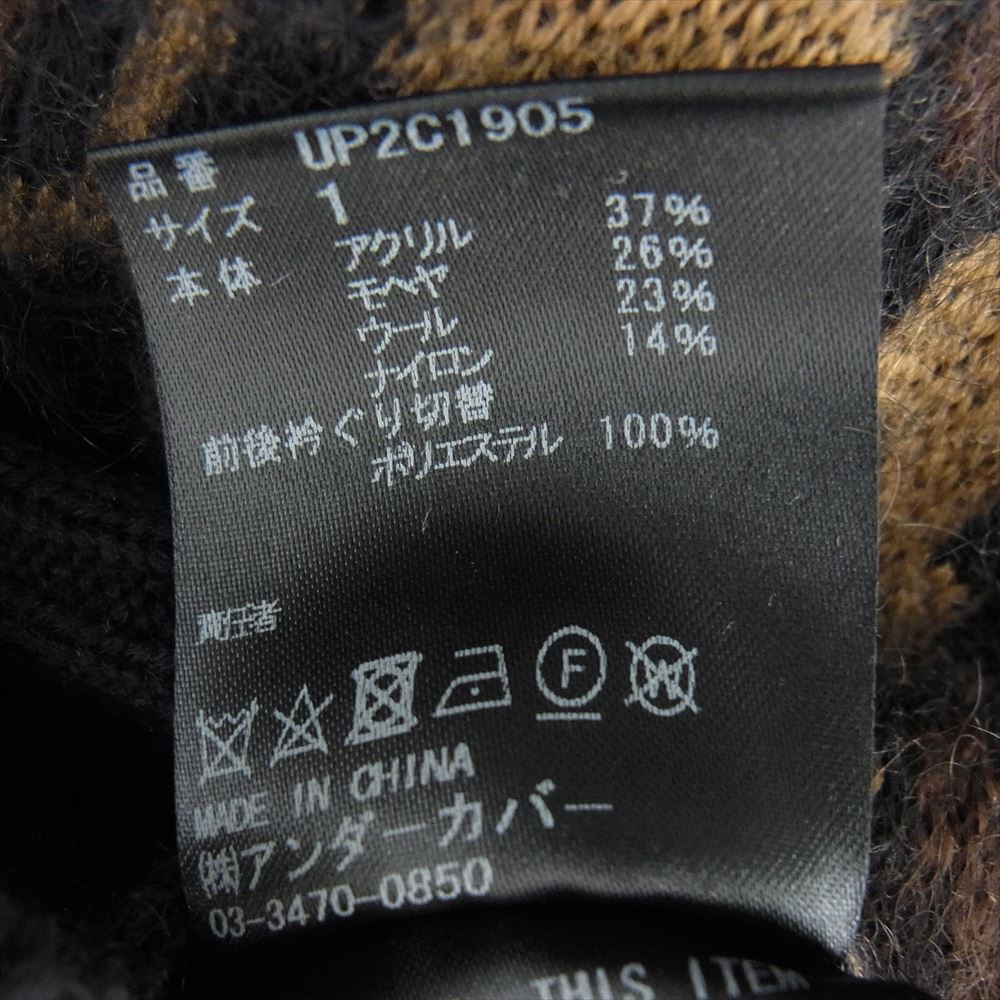 品番 UP2C1905
サイズ 1
本体 アクリル 37%
モヘヤ 26%
ウール 23%
ナイロン 14%
前後衿ぐり切替
ポリエステル 100%
責任者
F W
MADE IN CHINA
㈱アンダーカバー
03-3470-0850
THIS ITEM